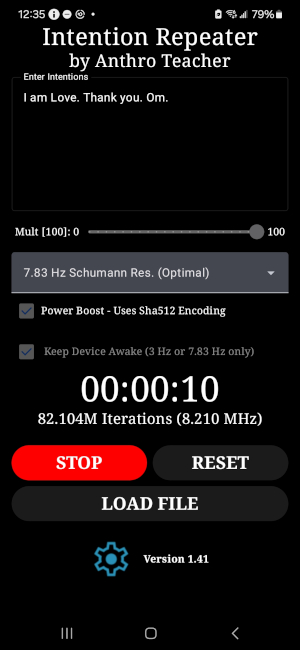 12:35
79%
Intention Repeater
by Anthro Teacher
Enter Intentions
I am Love. Thank you. Om.
Mult [100]: 0
100
7.83 Hz Schumann Res. (Optimal)
Power Boost - Uses Sha512 Encoding
Keep Device Awake (3 Hz or 7.83 Hz only)
00:00:10
82.104M Iterations (8.210 MHz)
STOP
RESET
LOAD FILE
Version 1.41